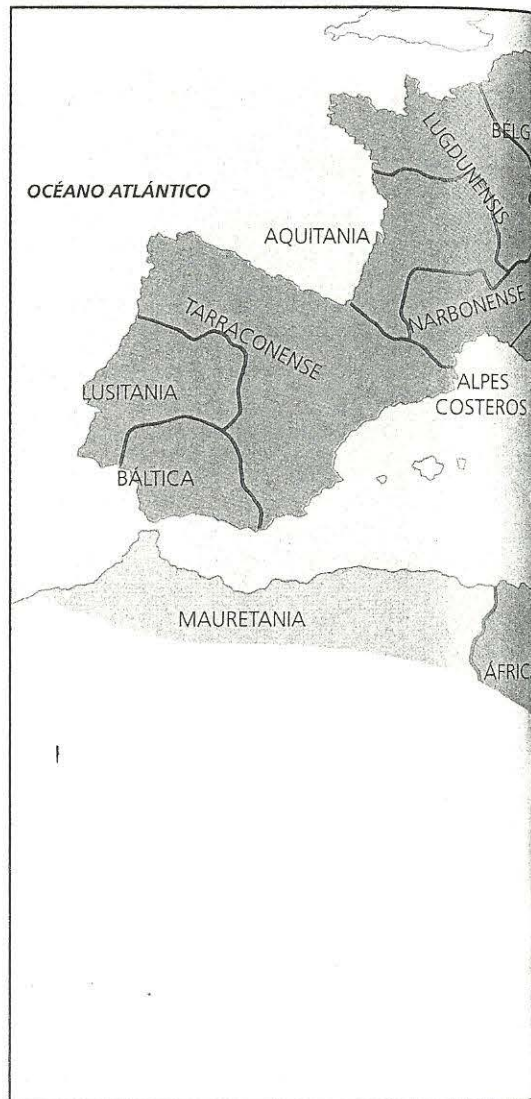 OCÉANO ATLÁNTICO
LUGDUNENSIS
BELG
AQUITANIA
TARRACONENSE
NARBONENSE
LUSITANIA
ALPES
COSTEROS
BÁLTICA
MAURETANIA
ÁFRIC